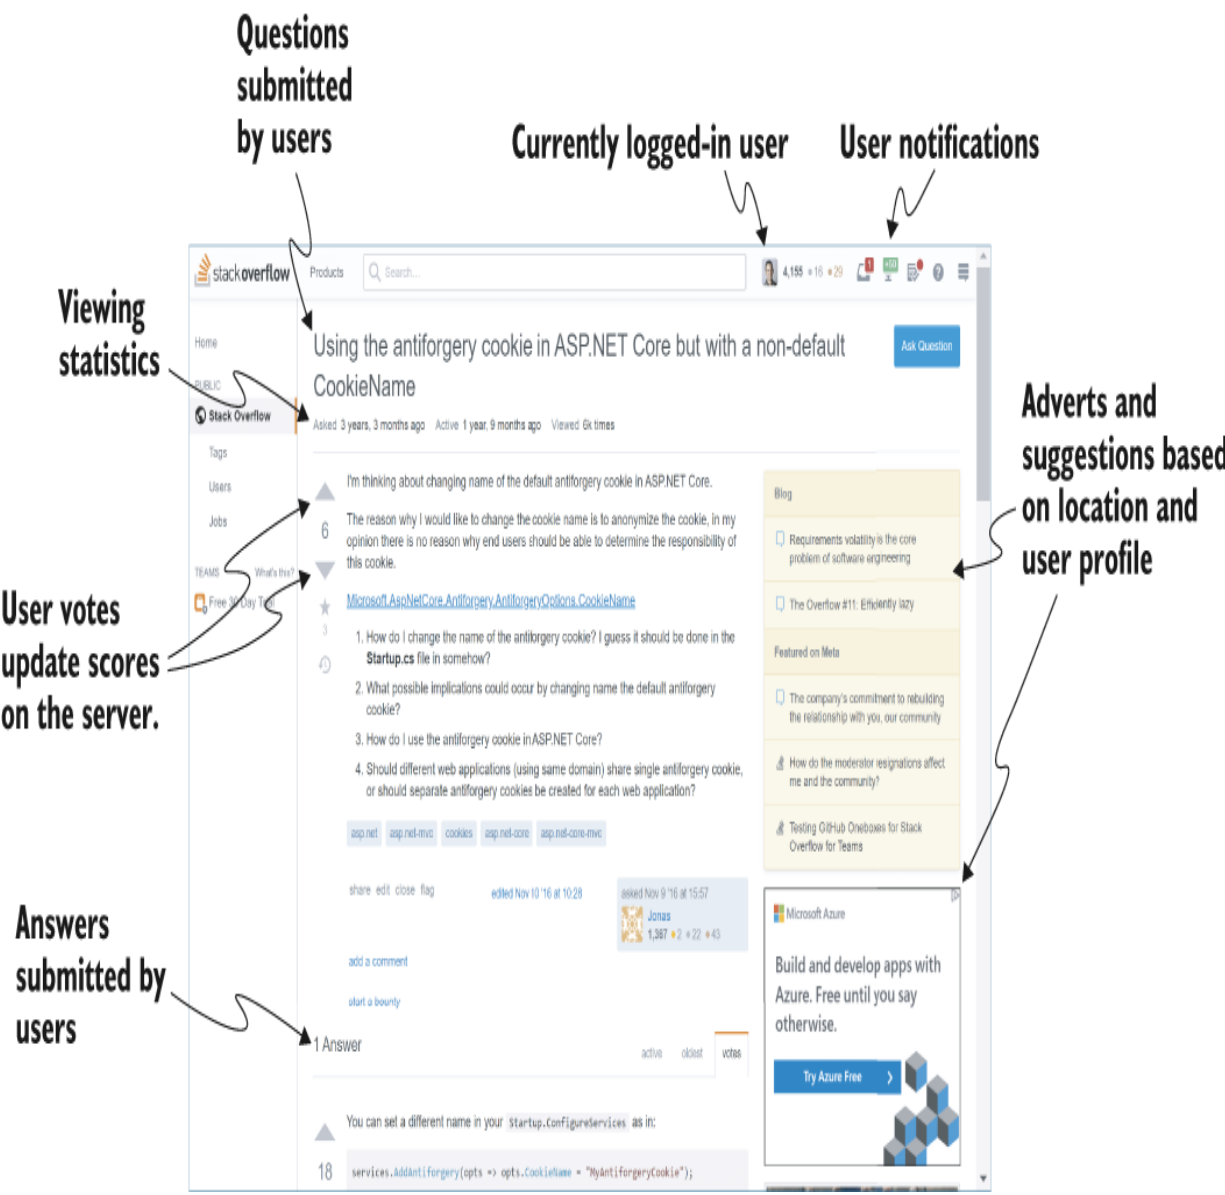 Questions
submitted
by users
Currently logged-in user
User notifications
Viewing
statistics
User votes
update scores
on the server.
Answers
submitted by
users
Adverts and
suggestions based
on location and
user profile
stackoverflow
Products
Search...
4,155 16 29
1
+60
Home
PUBLIC
Stack Overflow
Tags
Users
Jobs
TEAMS What's this?
Free 30 Day Trial
Using the antiforgery cookie in ASP.NET Core but with a non-default
CookieName
Ask Question
Asked 3 years, 3 months ago Active 1 year, 9 months ago Viewed 6k times
I'm thinking about changing name of the default antiforgery cookie in ASP.NET Core.
6
The reason why I would like to change the cookie name is to anonymize the cookie, in my
opinion there is no reason why end users should be able to determine the responsibility of
this cookie.
Microsoft.AspNetCore.Antiforgery.AntiforgeryOptions.CookieName
3
1. How do I change the name of the antiforgery cookie? I guess it should be done in the
Startup.cs file in somehow?
2. What possible implications could occur by changing name the default antiforgery
cookie?
3. How do I use the antiforgery cookie in ASP.NET Core?
4. Should different web applications (using same domain) share single antiforgery cookie,
or should separate antiforgery cookies be created for each web application?
asp.net asp.net-mvc cookies asp.net-core asp.net-core-mvc
share edit close flag
edited Nov 10 '16 at 10:28
asked Nov 9 '16 at 15:57
Jonas
1,367 2 22 43
add a comment
start a bounty
1 Answer
active oldest votes
You can set a different name in your Startup.ConfigureServices as in:
18
services.AddAntiforgery(opts => opts.CookieName = "MyAntiforgeryCookie");
Blog
Requirements volatility is the core
problem of software engineering
The Overflow #11: Efficiently lazy
Featured on Meta
The company's commitment to rebuilding
the relationship with you, our community
How do the moderator resignations affect
me and the community?
Testing GitHub Oneboxes for Stack
Overflow for Teams
Microsoft Azure
Build and develop apps with
Azure. Free until you say
otherwise.
Try Azure Free